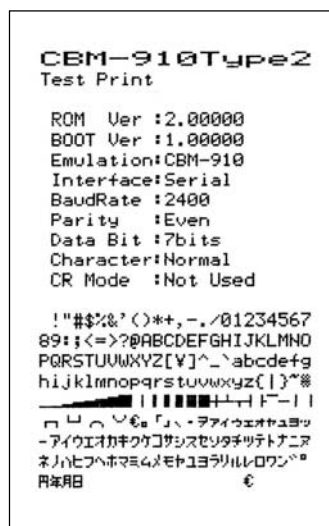 CBM-910Type2
Test Print
ROM Ver :2.00000
BOOT Ver :1.00000
Emulation:CBM-910
Interface:Serial
BaudRate :2400
Parity :Even
Data Bit :7bits
Character:Normal
CR Mode :Not Used
!"#$%&'()*+,-./01234567
89:;<=>?@ABCDEFGHIJKLMNO
PQRSTUVWXYZ[¥]^_`abcdefg
hijklmnopqrstuvwxyz{|}
€。「」、・ヲァィゥェォャュョッ
ーアイウエオカキクケコサシスセソタチツテトナニヌ
ネノハヒフヘホマミムメモヤユヨラリルレロワン゛゜
円年月日 €